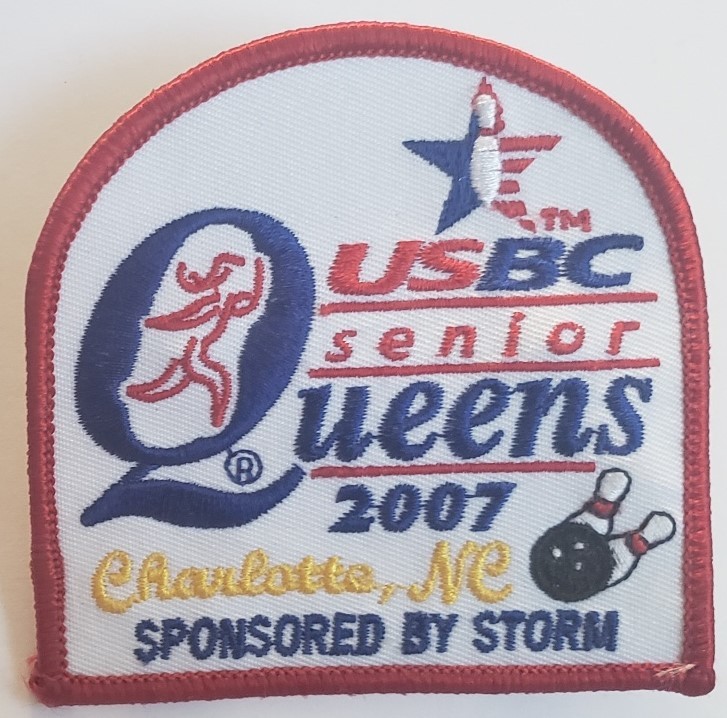 TM
USBC
senior
Queens
®
2007
Charlotte, NC
SPONSORED BY STORM